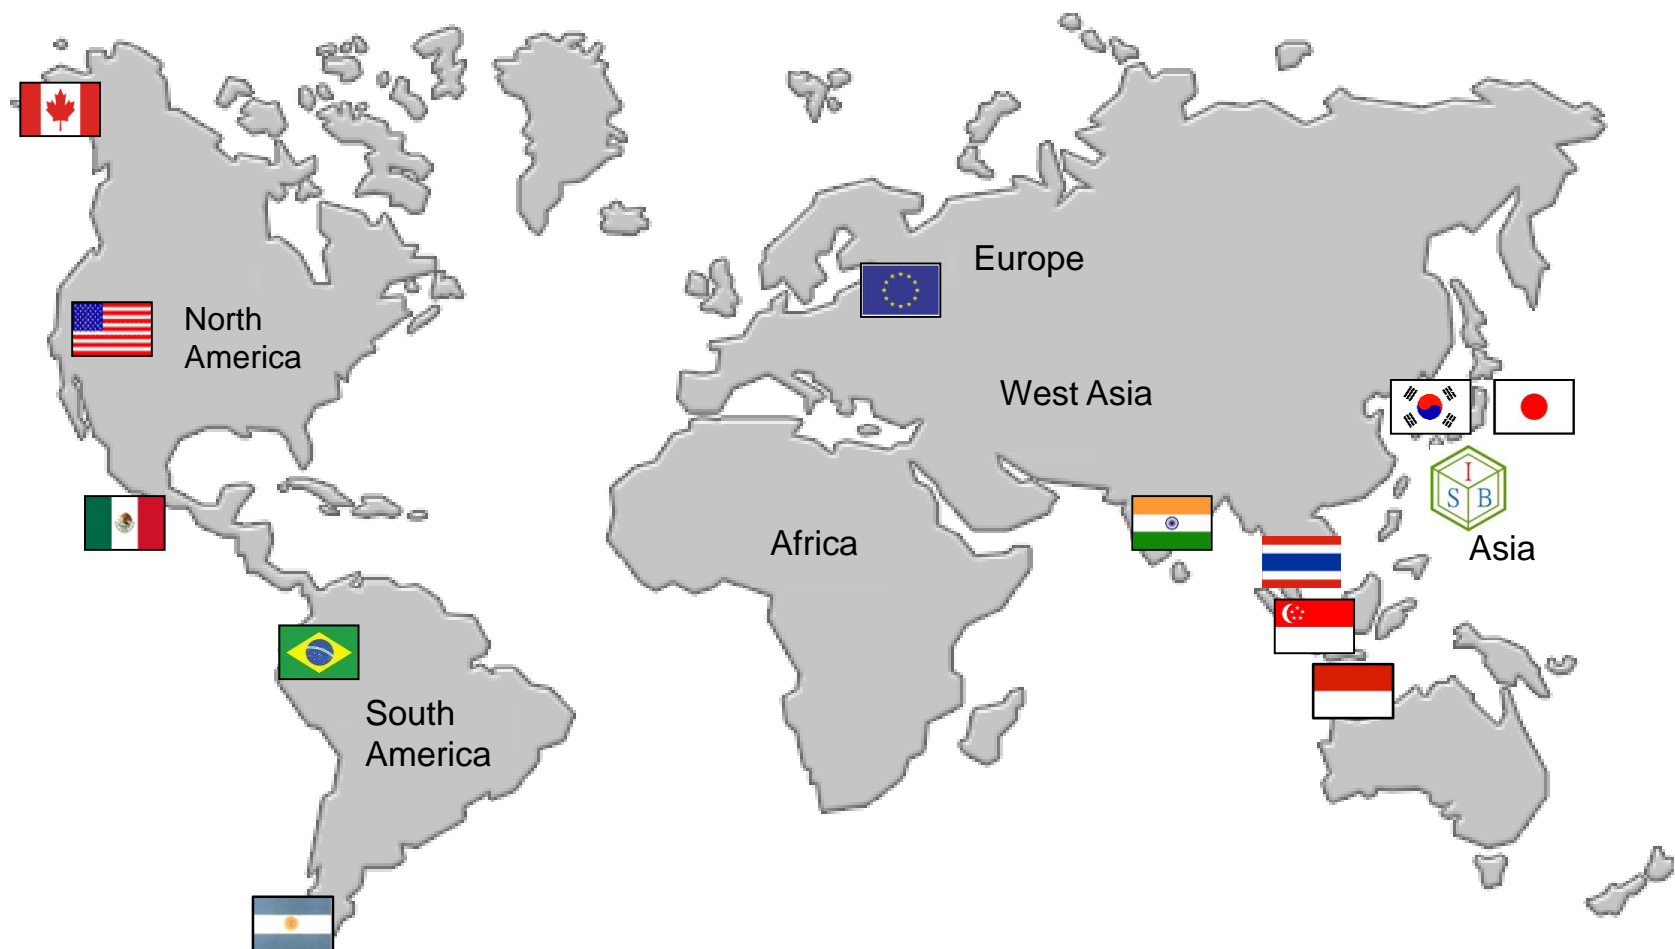 Europe
North
America
West Asia
I
S B
Africa
Asia
South
America